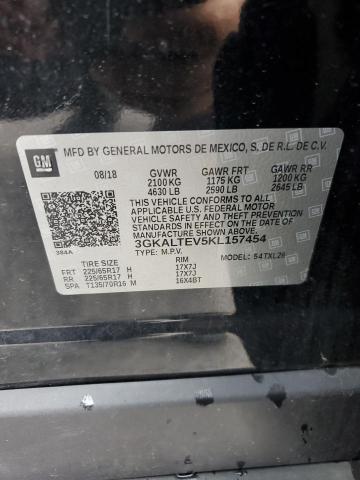 GM MFD BY GENERAL MOTORS DE MEXICO, S. DE R.L. DE C.V.
08/18 GVWR GAWR FRT GAWR RR
2100 KG 1175 KG 1200 KG
4630 LB 2590 LB 2645 LB
THIS VEHICLE CONFORMS TO ALL
APPLICABLE U.S. FEDERAL MOTOR
VEHICLE SAFETY, BUMPER, AND
THEFT PREVENTION STANDARDS
IN EFFECT ON THE DATE OF
MANUFACTURE SHOWN ABOVE.
3GKALTEV5KL157454
384A TYPE: M.P.V. MODEL: 54TXL26
TIRE SIZE RIM
FRT 225/65R17 H 17X7J
RR 225/65R17 H 17X7J
SPA T135/70R16 M 16X4BT